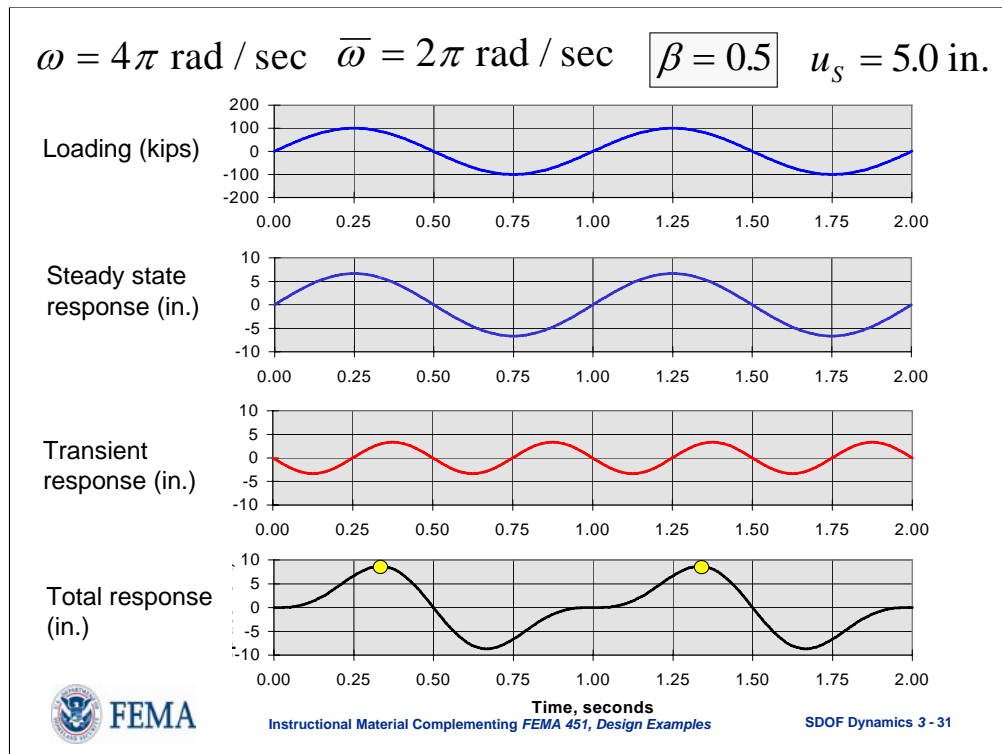 ω = 4π rad / sec ω̅ = 2π rad / sec β = 0.5 u_S = 5.0 in.
Loading (kips)
200
100
0
-100
-200
0.00 0.25 0.50 0.75 1.00 1.25 1.50 1.75 2.00
Steady state
response (in.)
10
5
0
-5
-10
0.00 0.25 0.50 0.75 1.00 1.25 1.50 1.75 2.00
Transient
response (in.)
10
5
0
-5
-10
0.00 0.25 0.50 0.75 1.00 1.25 1.50 1.75 2.00
Total response
(in.)
10
5
0
-5
-10
0.00 0.25 0.50 0.75 1.00 1.25 1.50 1.75 2.00
Time, seconds
FEMA
Instructional Material Complementing FEMA 451, Design Examples
SDOF Dynamics 3 - 31